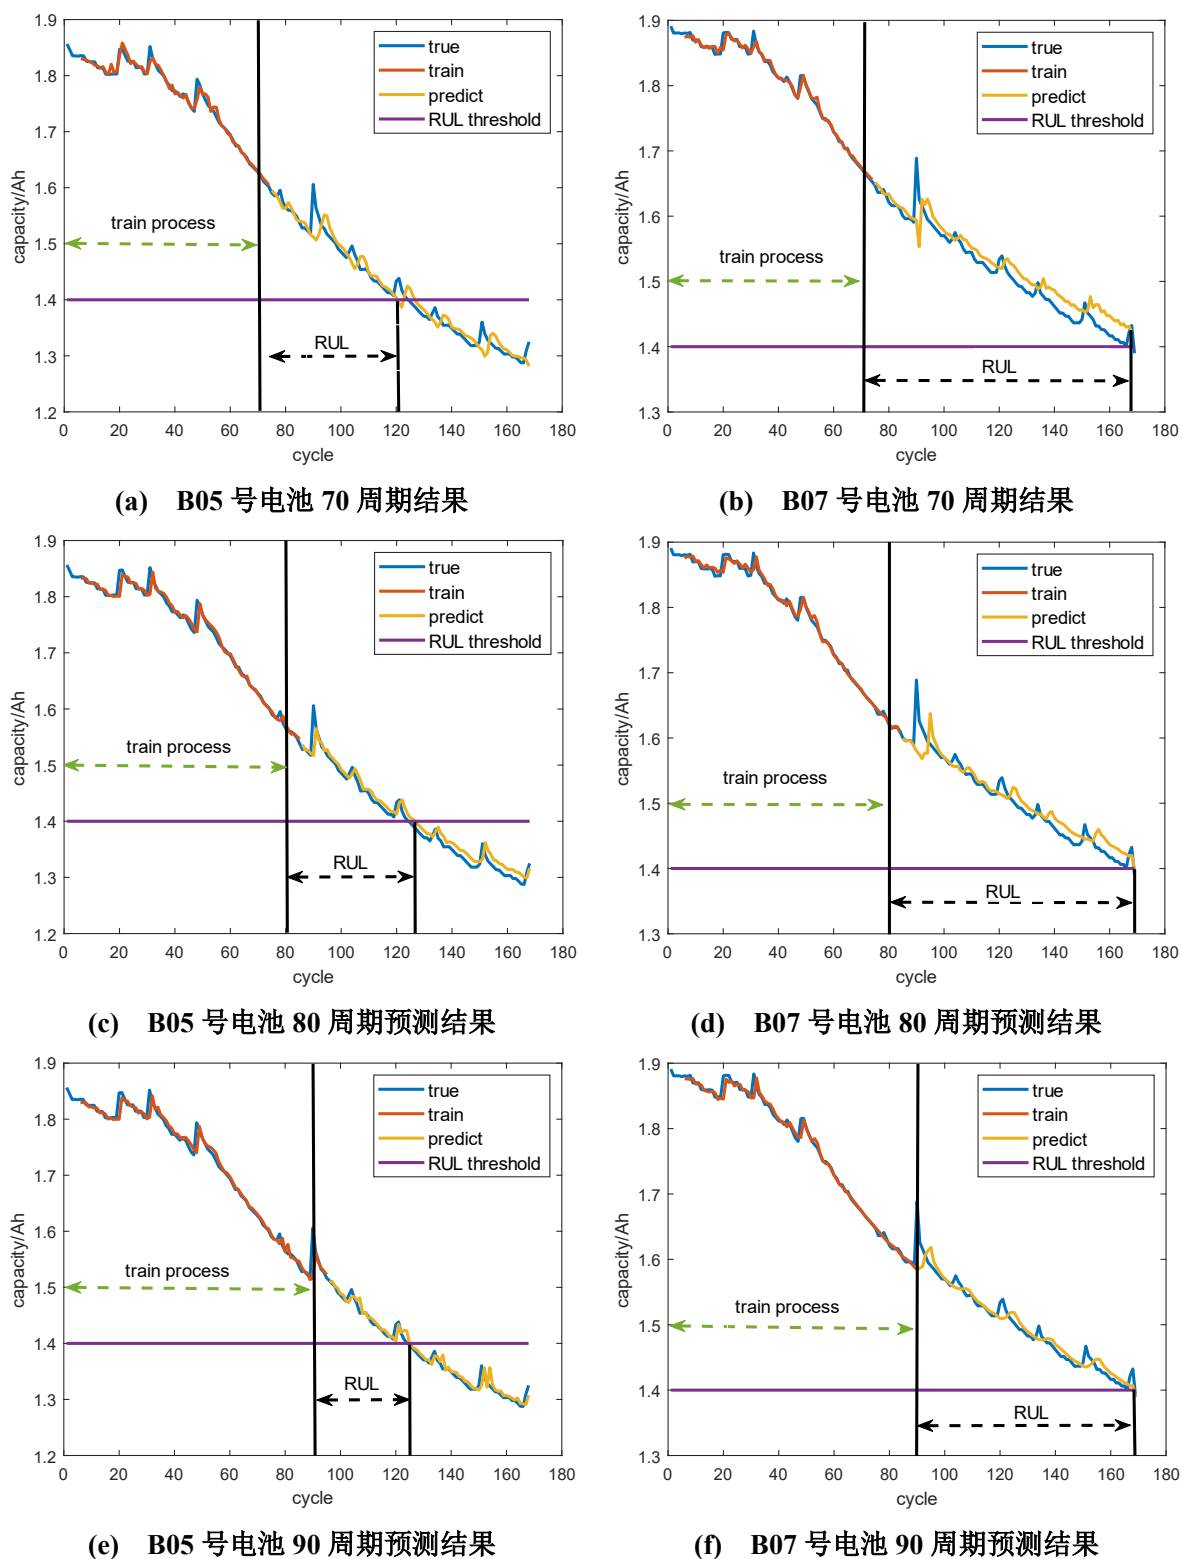 1.9
1.8
1.7
1.6
1.5
1.4
1.3
1.2
capacity/Ah
true
train
predict
RUL threshold
train process
RUL
0 20 40 60 80 100 120 140 160 180
cycle
(a) B05 号电池 70 周期结果
1.9
1.8
1.7
1.6
1.5
1.4
1.3
capacity/Ah
true
train
predict
RUL threshold
train process
RUL
0 20 40 60 80 100 120 140 160 180
cycle
(b) B07 号电池 70 周期结果
1.9
1.8
1.7
1.6
1.5
1.4
1.3
1.2
capacity/Ah
true
train
predict
RUL threshold
train process
RUL
0 20 40 60 80 100 120 140 160 180
cycle
(c) B05 号电池 80 周期预测结果
1.9
1.8
1.7
1.6
1.5
1.4
1.3
capacity/Ah
true
train
predict
RUL threshold
train process
RUL
0 20 40 60 80 100 120 140 160 180
cycle
(d) B07 号电池 80 周期预测结果
1.9
1.8
1.7
1.6
1.5
1.4
1.3
1.2
capacity/Ah
true
train
predict
RUL threshold
train process
RUL
0 20 40 60 80 100 120 140 160 180
cycle
(e) B05 号电池 90 周期预测结果
1.9
1.8
1.7
1.6
1.5
1.4
1.3
capacity/Ah
true
train
predict
RUL threshold
train process
RUL
0 20 40 60 80 100 120 140 160 180
cycle
(f) B07 号电池 90 周期预测结果